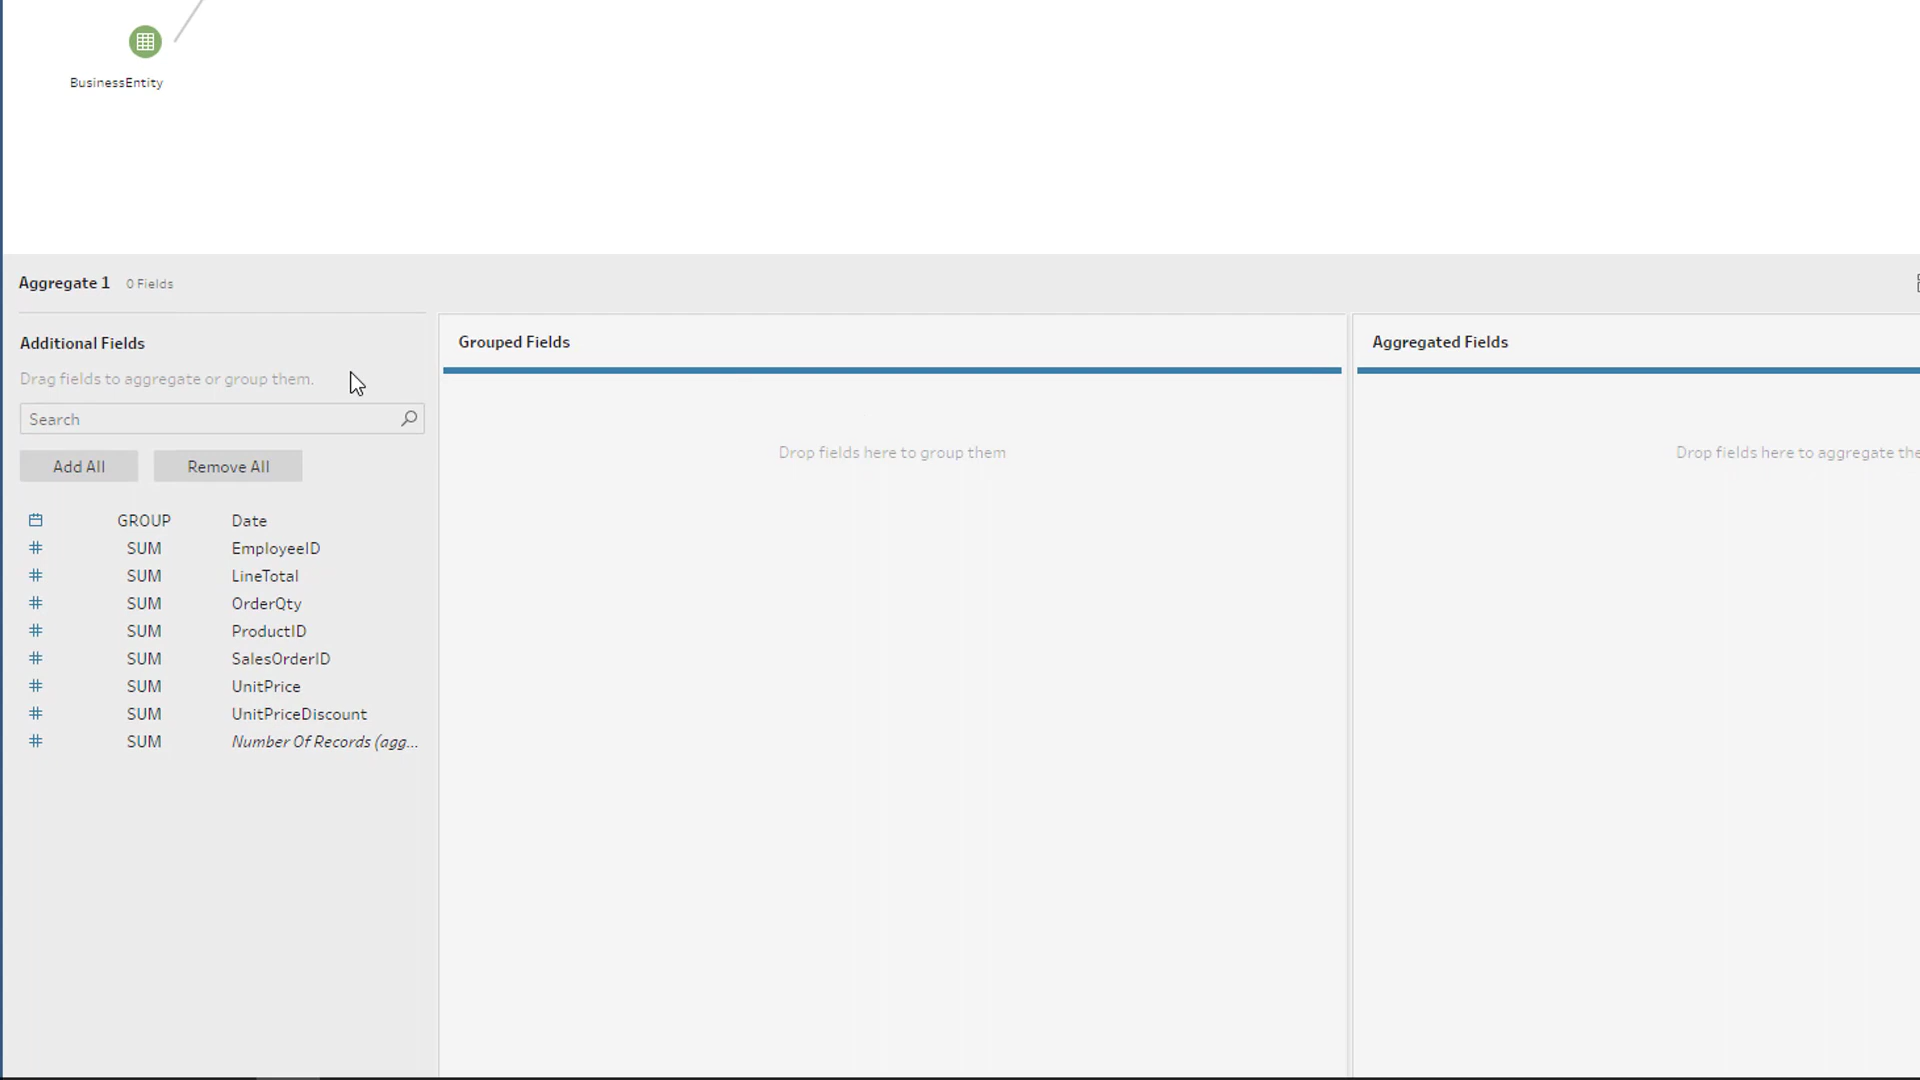 BusinessEntity
Aggregate 1 0 Fields
Additional Fields
Drag fields to aggregate or group them.
Search
Add All Remove All
GROUP Date
SUM EmployeeID
SUM LineTotal
SUM OrderQty
SUM ProductID
SUM SalesOrderID
SUM UnitPrice
SUM UnitPriceDiscount
SUM Number Of Records (agg...
Grouped Fields
Drop fields here to group them
Aggregated Fields
Drop fields here to aggregate the